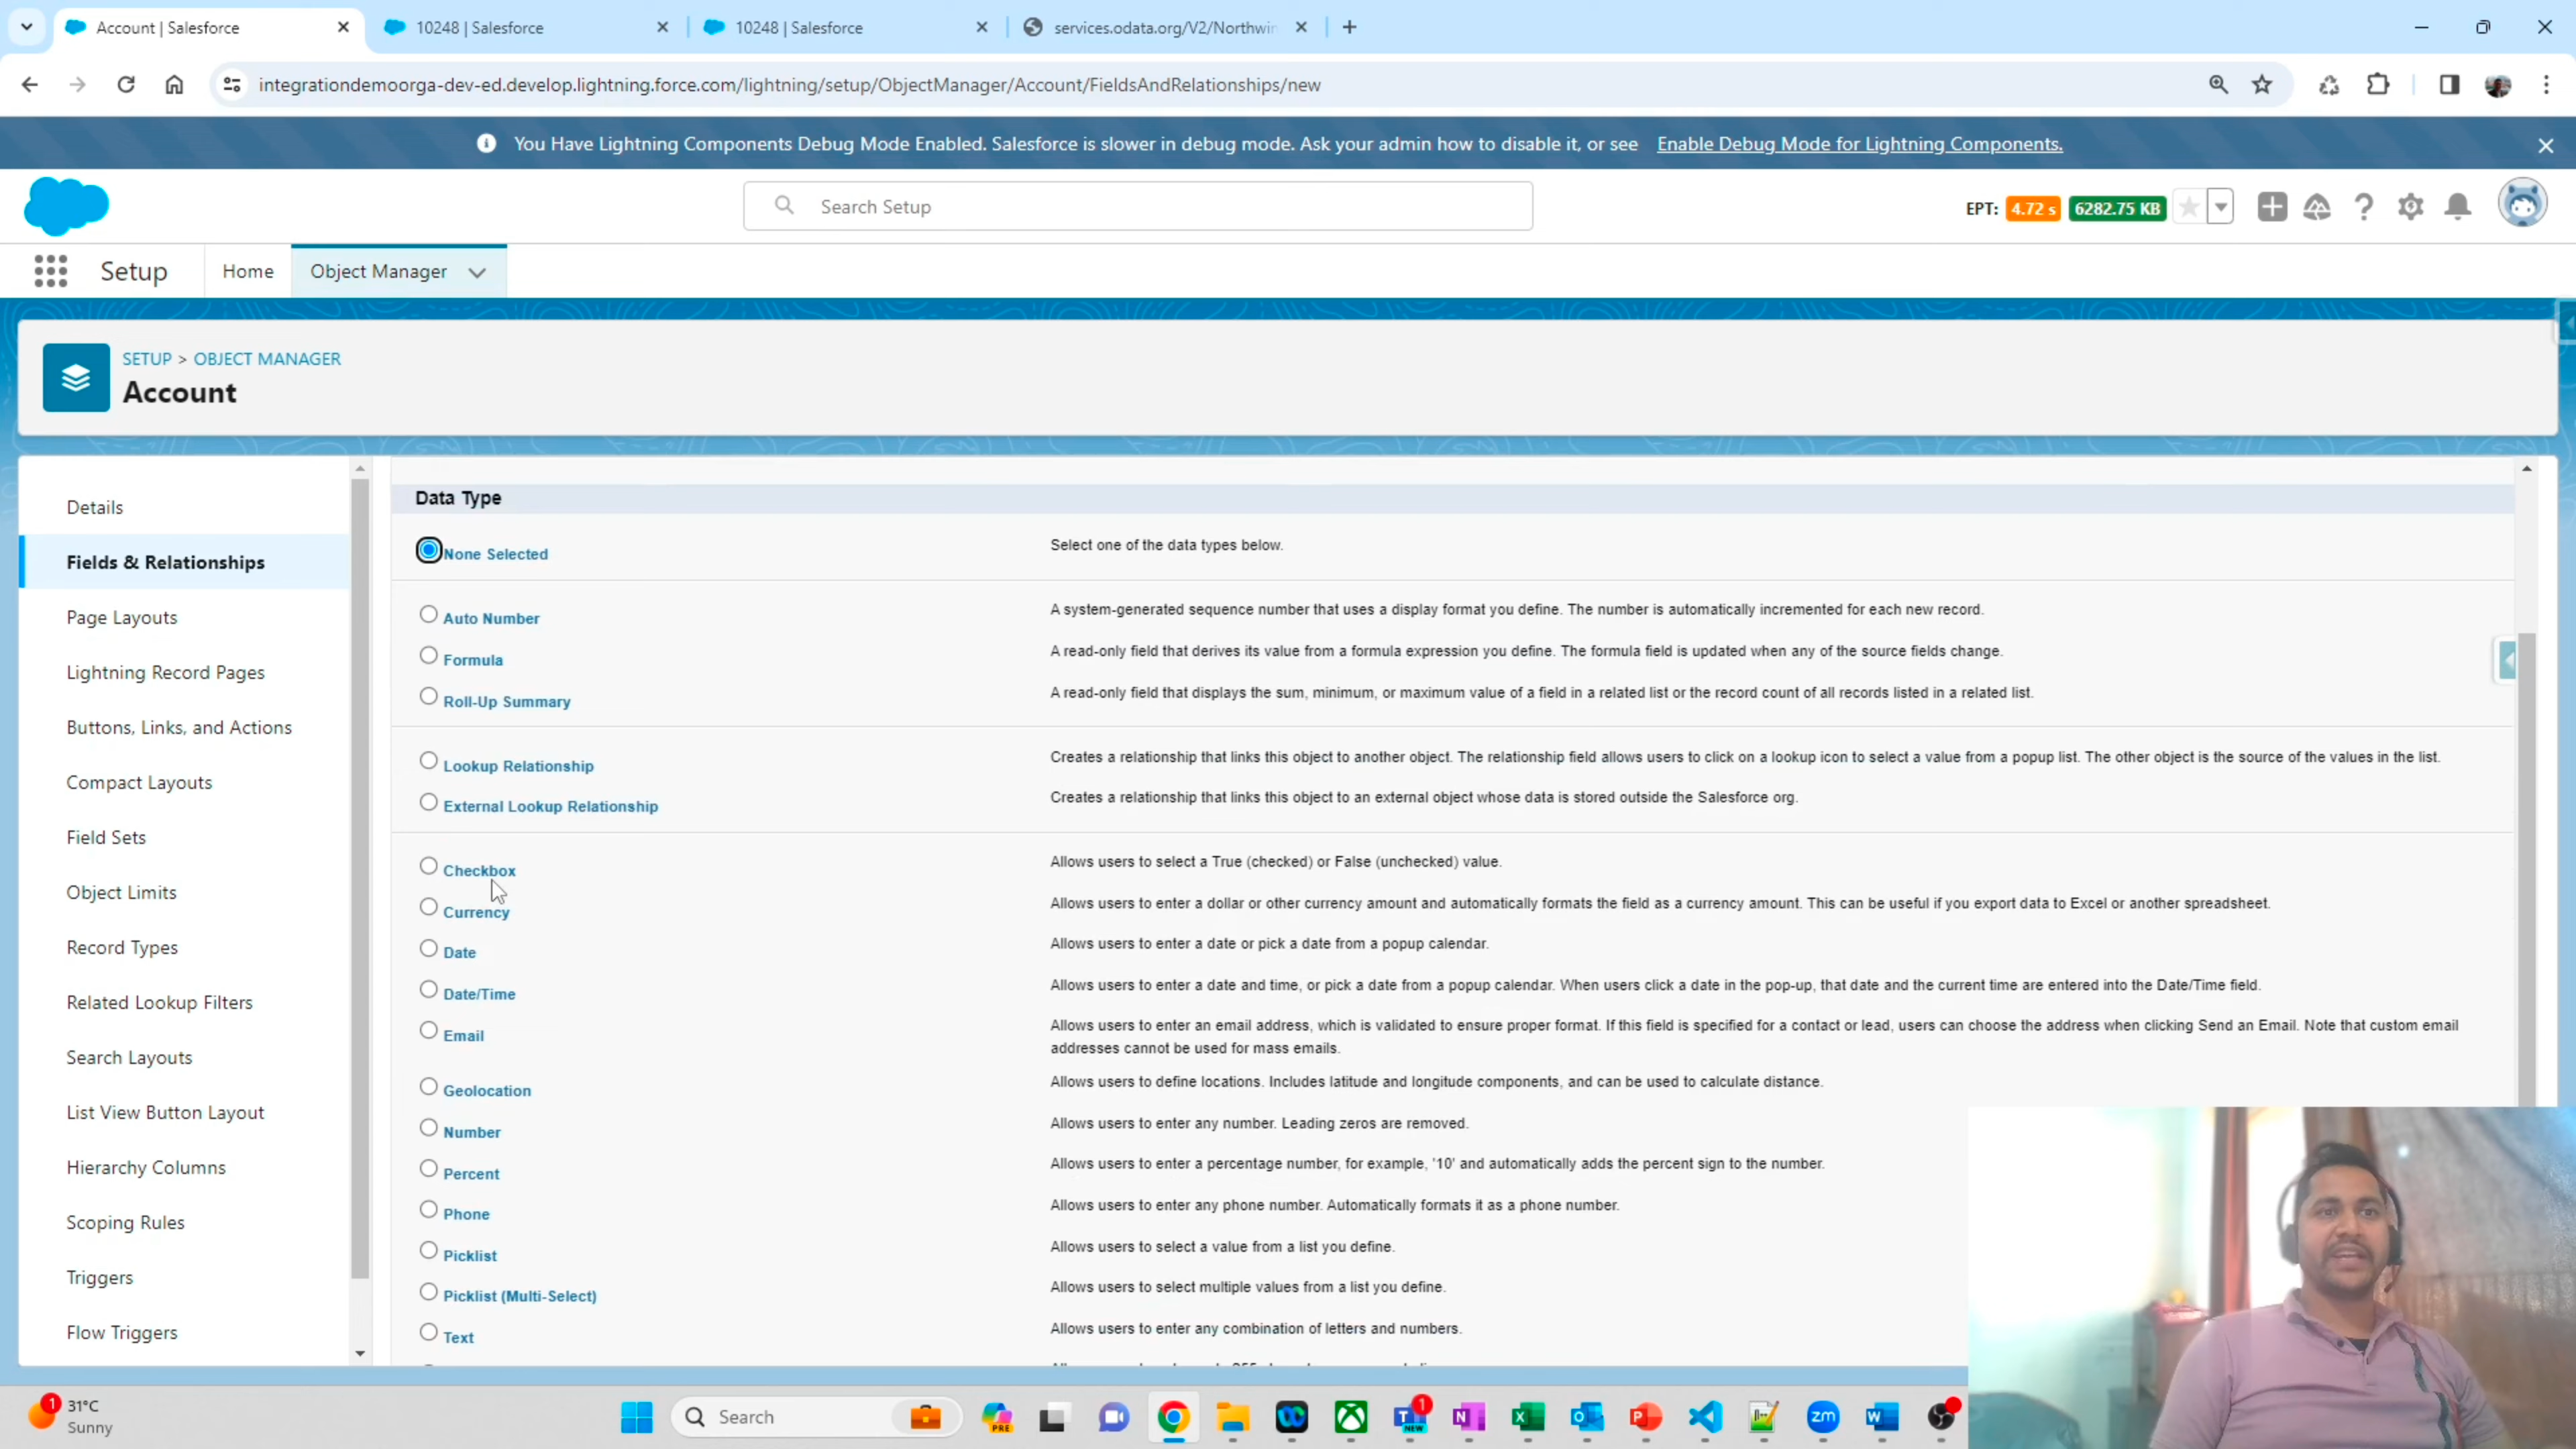 Account | Salesforce
10248 | Salesforce
10248 | Salesforce
services.odata.org/V2/Northwin
integrationdemoorga-dev-ed.develop.lightning.force.com/lightning/setup/ObjectManager/Account/FieldsAndRelationships/new
You Have Lightning Components Debug Mode Enabled. Salesforce is slower in debug mode. Ask your admin how to disable it, or see Enable Debug Mode for Lightning Components.
Search Setup
EPT: 4.72 s 6282.75 KB
Setup
Home
Object Manager
SETUP > OBJECT MANAGER
Account
Details
Fields & Relationships
Page Layouts
Lightning Record Pages
Buttons, Links, and Actions
Compact Layouts
Field Sets
Object Limits
Record Types
Related Lookup Filters
Search Layouts
List View Button Layout
Hierarchy Columns
Scoping Rules
Triggers
Flow Triggers
Data Type
None Selected
Select one of the data types below.
Auto Number
A system-generated sequence number that uses a display format you define. The number is automatically incremented for each new record.
Formula
A read-only field that derives its value from a formula expression you define. The formula field is updated when any of the source fields change.
Roll-Up Summary
A read-only field that displays the sum, minimum, or maximum value of a field in a related list or the record count of all records listed in a related list.
Lookup Relationship
Creates a relationship that links this object to another object. The relationship field allows users to click on a lookup icon to select a value from a popup list. The other object is the source of the values in the list.
External Lookup Relationship
Creates a relationship that links this object to an external object whose data is stored outside the Salesforce org.
Checkbox
Allows users to select a True (checked) or False (unchecked) value.
Currency
Allows users to enter a dollar or other currency amount and automatically formats the field as a currency amount. This can be useful if you export data to Excel or another spreadsheet.
Date
Allows users to enter a date or pick a date from a popup calendar.
Date/Time
Allows users to enter a date and time, or pick a date from a popup calendar. When users click a date in the pop-up, that date and the current time are entered into the Date/Time field.
Email
Allows users to enter an email address, which is validated to ensure proper format. If this field is specified for a contact or lead, users can choose the address when clicking Send an Email. Note that custom email
addresses cannot be used for mass emails.
Geolocation
Allows users to define locations. Includes latitude and longitude components, and can be used to calculate distance.
Number
Allows users to enter any number. Leading zeros are removed.
Percent
Allows users to enter a percentage number, for example, '10' and automatically adds the percent sign to the number.
Phone
Allows users to enter any phone number. Automatically formats it as a phone number.
Picklist
Allows users to select a value from a list you define.
Picklist (Multi-Select)
Allows users to select multiple values from a list you define.
Text
Allows users to enter any combination of letters and numbers.
1
31°C
Sunny
Search
PRE
1
NEW
zm